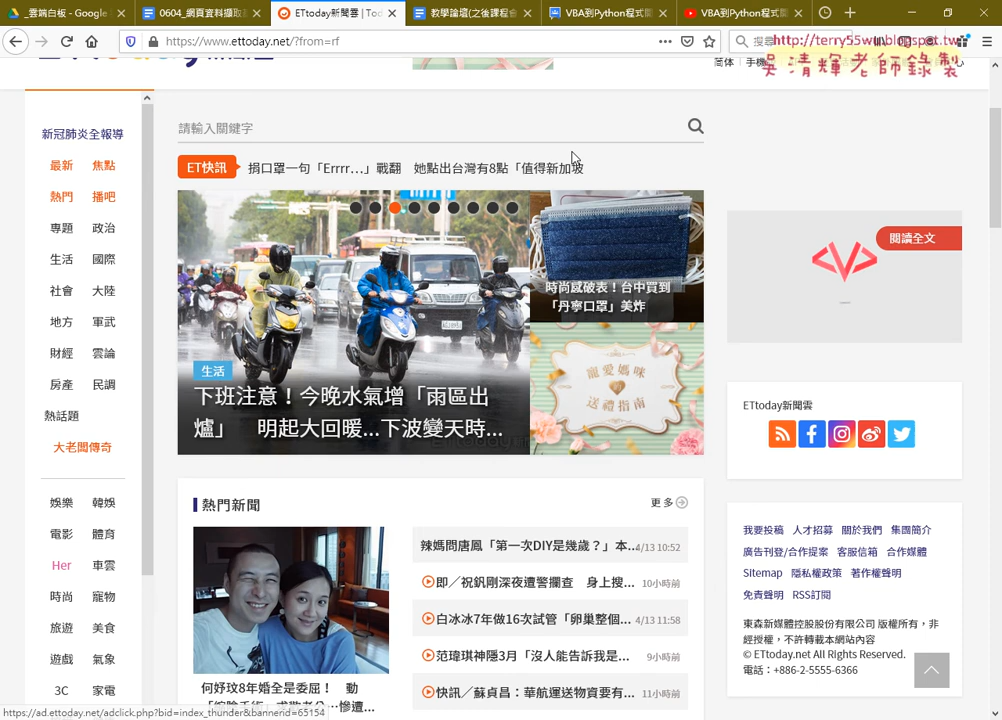 _雲端白板 - Google
0604_網頁資料擷取
ETtoday新聞雲 | Tod
教學論壇(之後課程會
VBA到Python程式開
VBA到Python程式開
https://www.ettoday.net/?from=rf
搜尋
http://terry55wu.blogspot.tw
吳清輝老師錄製
简体
新冠肺炎全報導
最新 焦點
熱門 播吧
專題 政治
生活 國際
社會 大陸
地方 軍武
財經 雲論
房產 民調
熱話題
大老闆傳奇
娛樂 韓娛
電影 體育
Her 車雲
時尚 寵物
旅遊 美食
遊戲 氣象
3C 家電
請輸入關鍵字
ET快訊
捐口罩一句「Errrr…」戰翻 她點出台灣有8點「值得新加坡
生活
下班注意！今晚水氣增「雨區出
爐」 明起大回暖...下波變天時...
時尚感破表！台中買到
「丹寧口罩」美炸
寵愛媽咪
送禮指南
熱門新聞
更多
何妤玟8年婚全是委屈！ 動
辣媽問唐鳳「第一次DIY是幾歲？」本...
4/13 10:52
即／祝釩剛深夜遭警攔查 身上搜...
10小時前
白冰冰7年做16次試管「卵巢整個...
4/13 11:58
范瑋琪神隱3月「沒人能告訴我是...
9小時前
快訊／蘇貞昌：華航運送物資要有...
11小時前
閱讀全文
ETtoday新聞雲
我要投稿 人才招募 關於我們 集團簡介
廣告刊登/合作提案 客服信箱 合作媒體
Sitemap 隱私權政策 著作權聲明
免責聲明 RSS訂閱
東森新媒體控股股份有限公司 版權所有，非
經授權，不許轉載本網站內容
© ETtoday.net All Rights Reserved.
電話：+886-2-5555-6366
https://ad.ettoday.net/adclick.php?bid=index_thunder&bannerid=65154